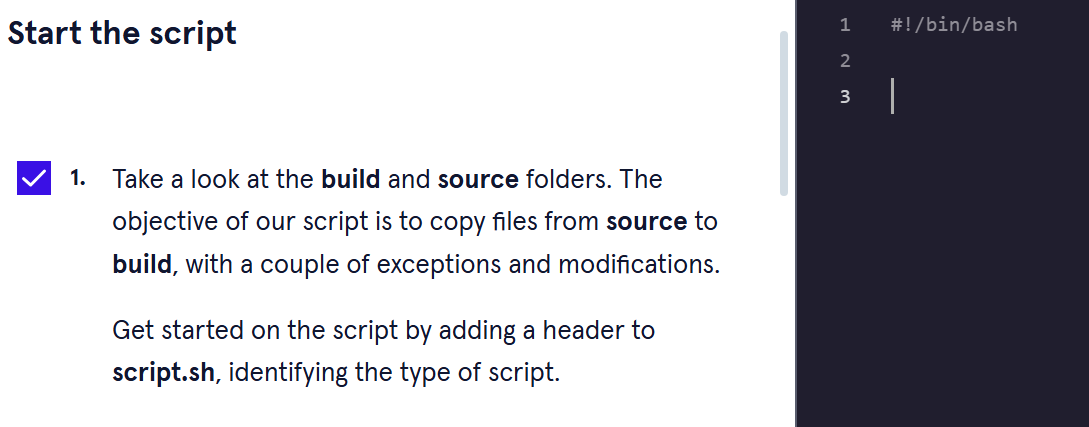 Start the script
1. Take a look at the build and source folders. The
objective of our script is to copy files from source to
build, with a couple of exceptions and modifications.
Get started on the script by adding a header to
script.sh, identifying the type of script.
1 #!/bin/bash
2
3